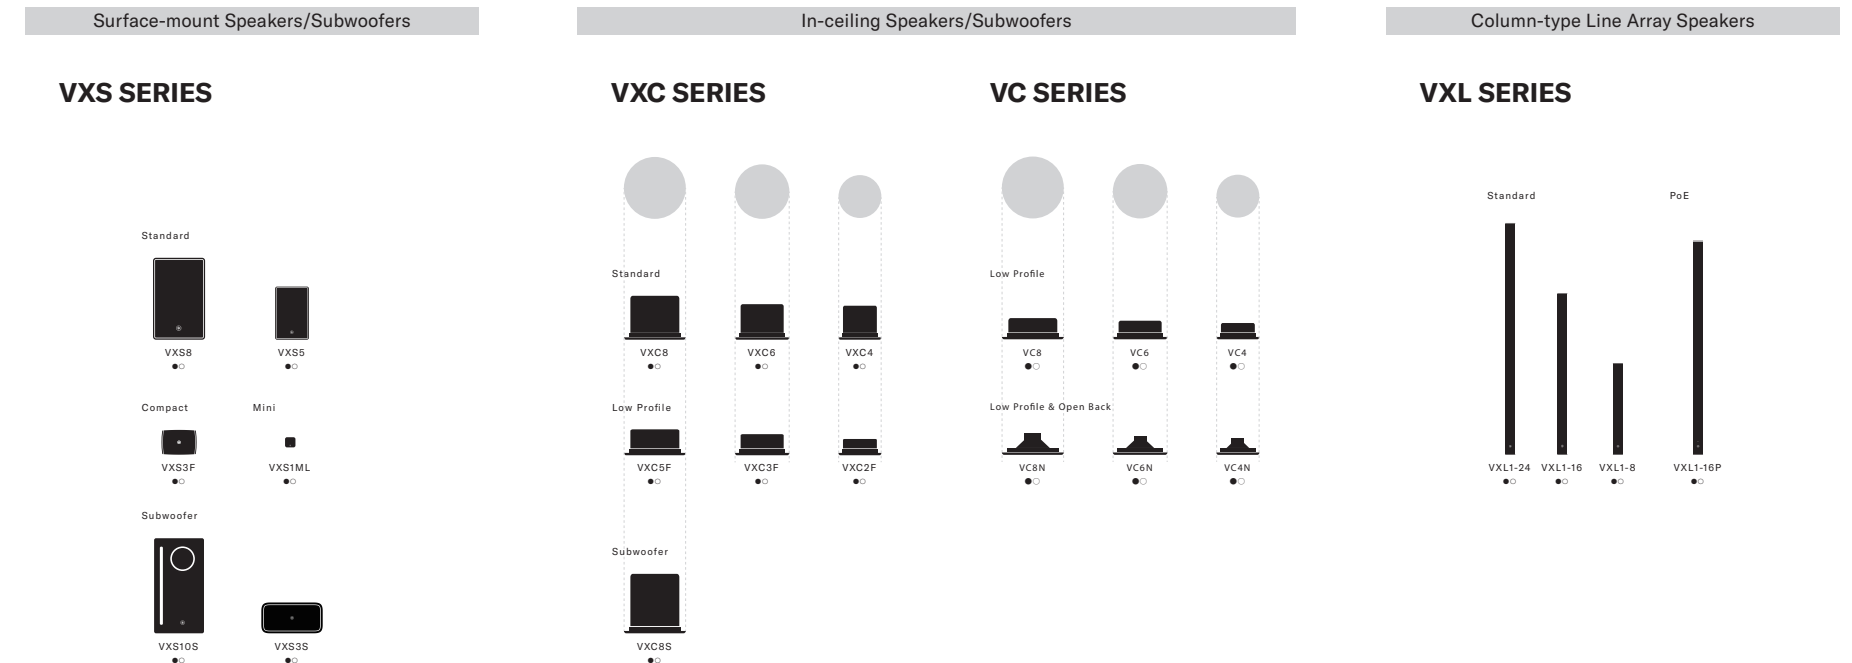 Surface-mount Speakers/Subwoofers
In-ceiling Speakers/Subwoofers
Column-type Line Array Speakers
VXS SERIES
Standard
VXS8
VXS5
Compact
Mini
VXS3F
VXS1ML
Subwoofer
VXS10S
VXS3S
VXC SERIES
Standard
VXC8
VXC6
VXC4
Low Profile
VXC5F
VXC3F
VXC2F
Subwoofer
VXC8S
VC SERIES
Low Profile
VC8
VC6
VC4
Low Profile & Open Back
VC8N
VC6N
VC4N
VXL SERIES
Standard
PoE
VXL1-24
VXL1-16
VXL1-8
VXL1-16P